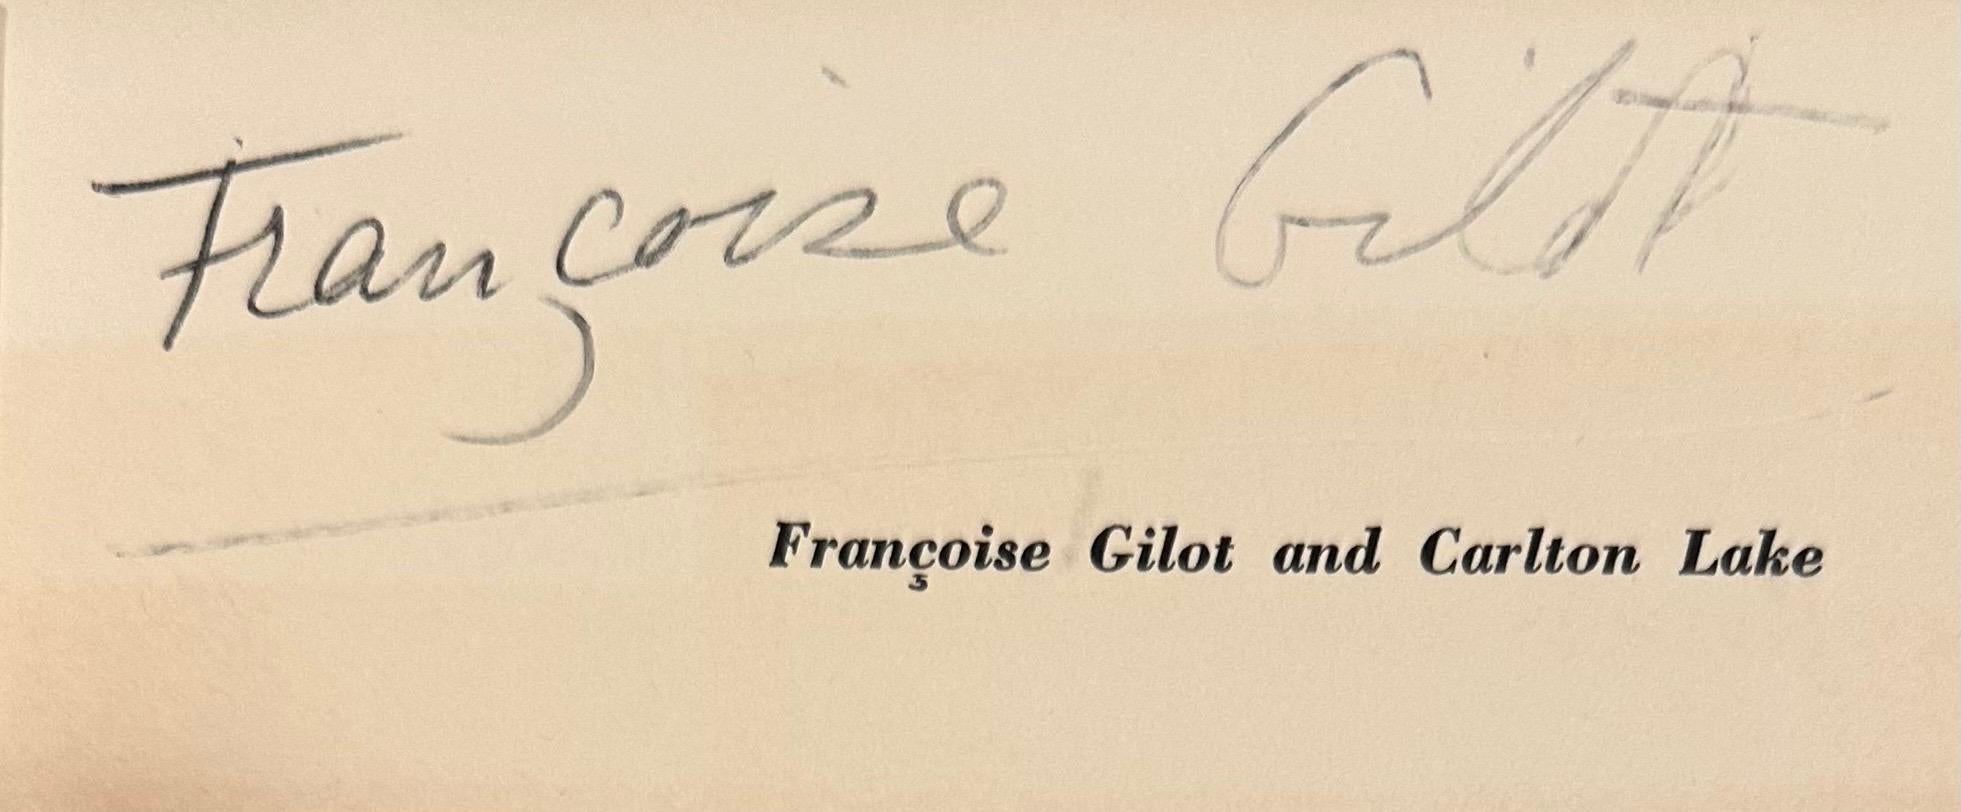 Françoise Gilot
Françoise Gilot and Carlton Lake